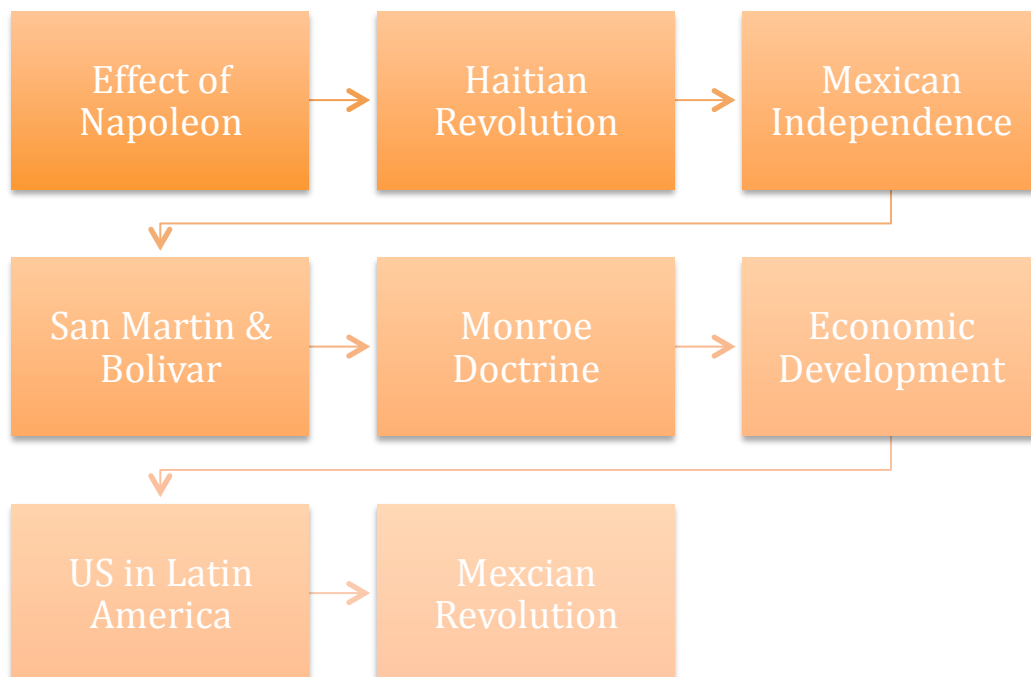 Effect of
Napoleon
Haitian
Revolution
Mexican
Independence
San Martin &
Bolivar
Monroe
Doctrine
Economic
Development
US in Latin
America
Mexcian
Revolution